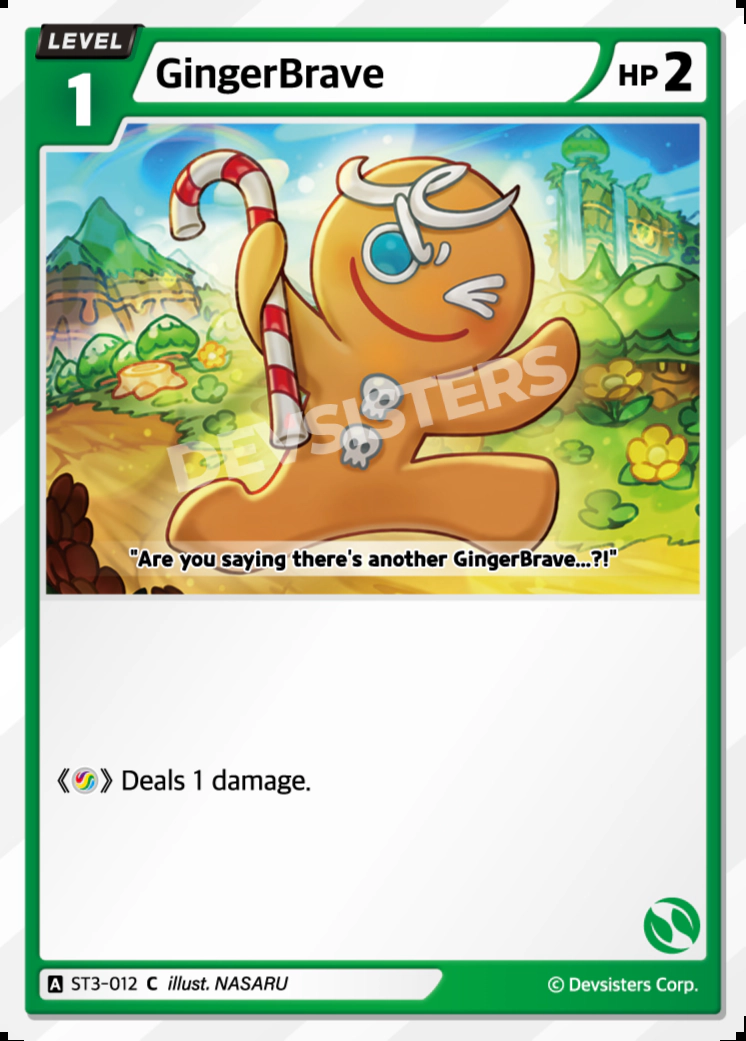 LEVEL
1
GingerBrave
HP 2
DEVSISTERS
"Are you saying there's another GingerBrave...?!"
《》 Deals 1 damage.
A ST3-012 C illust. NASARU
© Devsisters Corp.